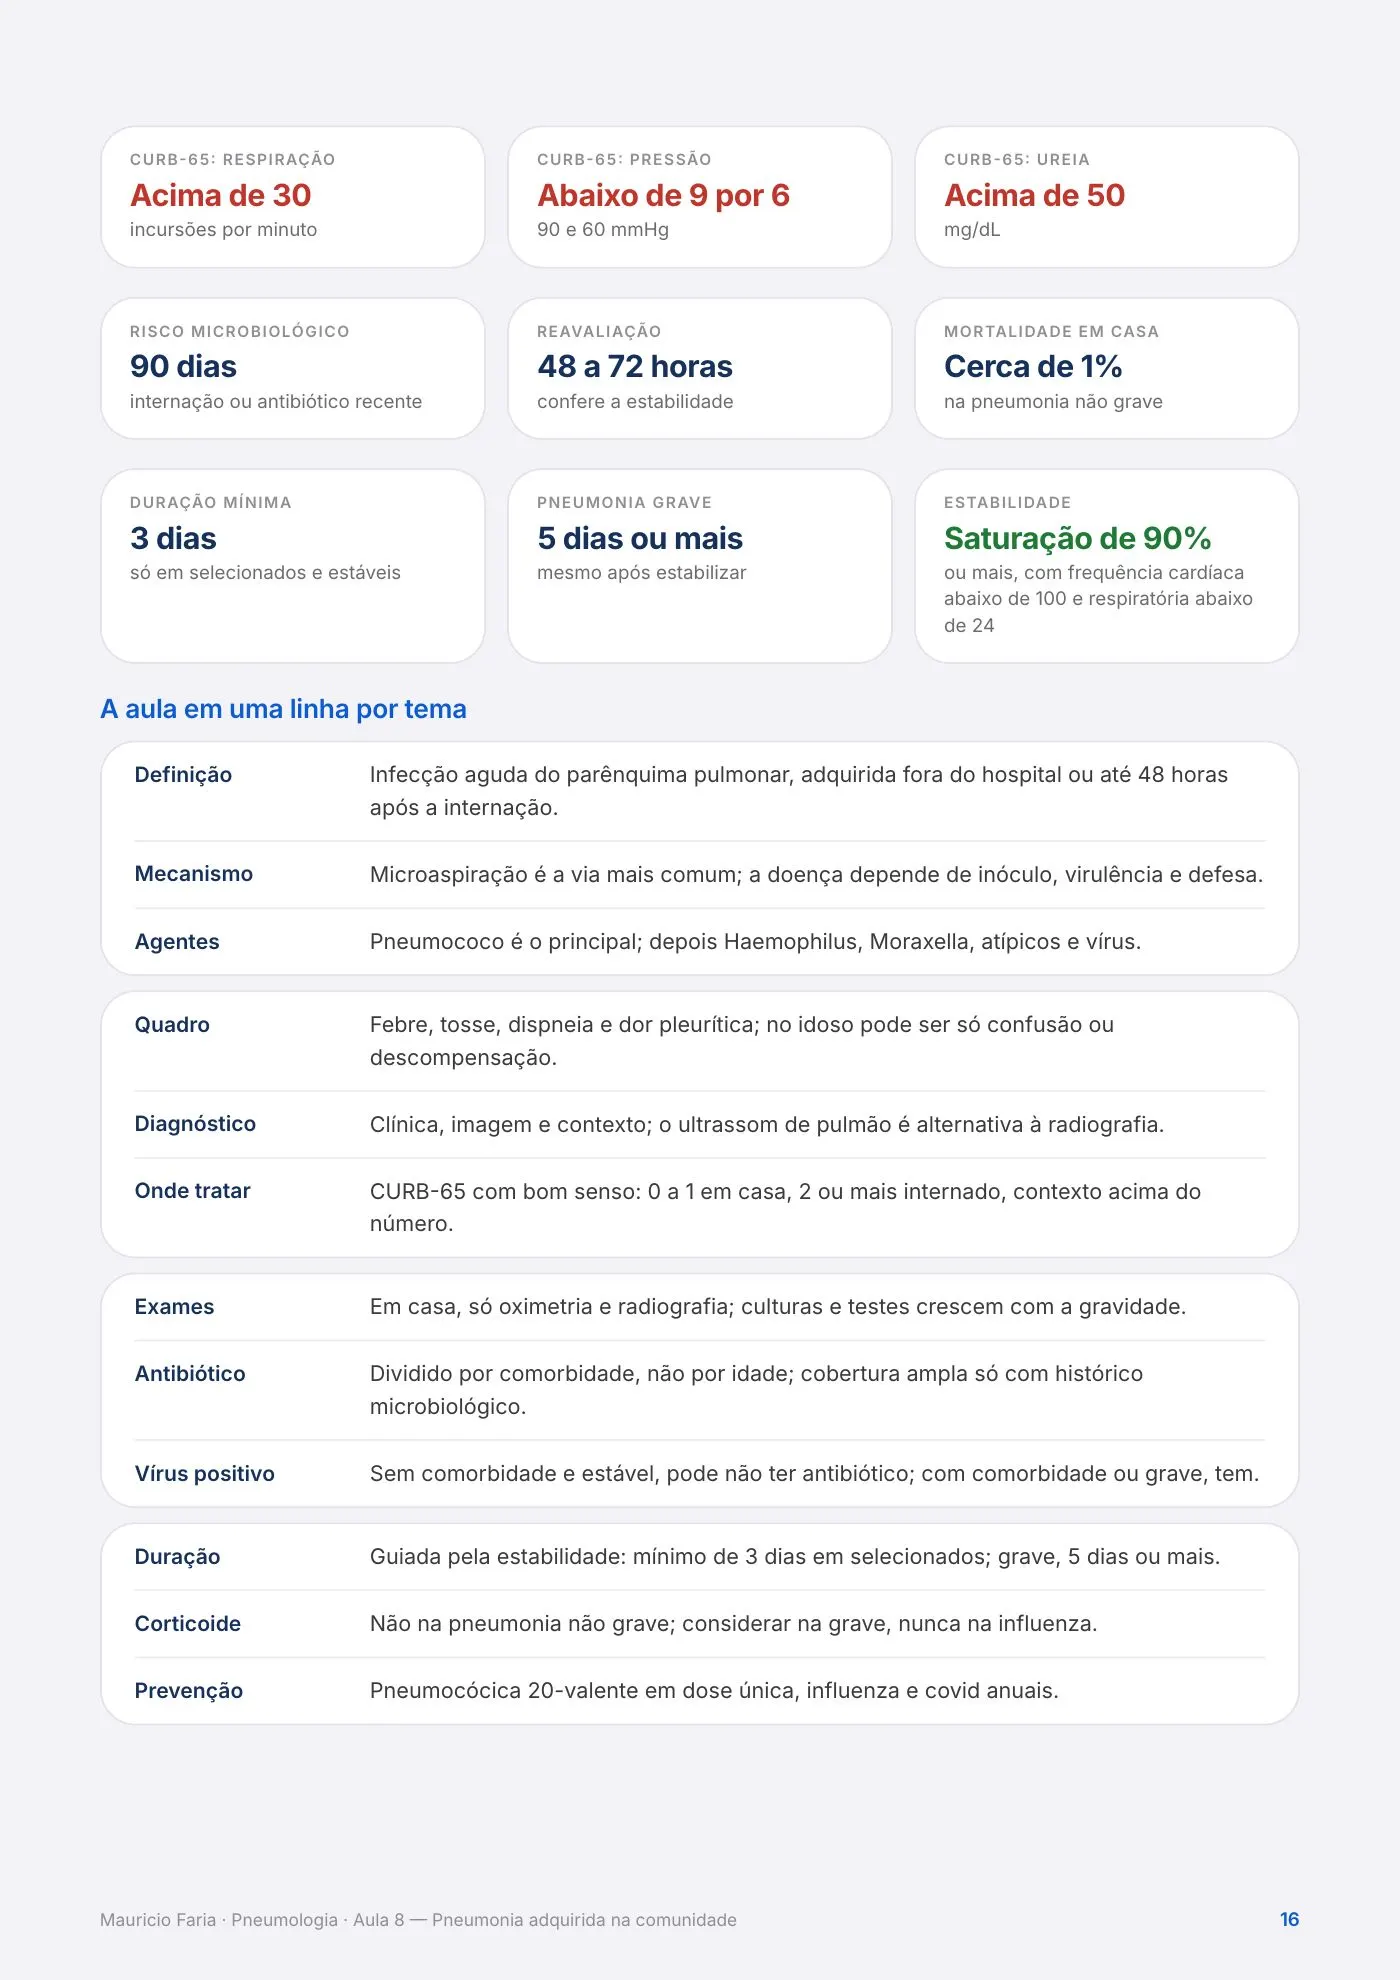 CURB-65: RESPIRAÇÃO
Acima de 30
incursões por minuto
CURB-65: PRESSÃO
Abaixo de 9 por 6
90 e 60 mmHg
CURB-65: UREIA
Acima de 50
mg/dL
RISCO MICROBIOLÓGICO
90 dias
internação ou antibiótico recente
REAVALIAÇÃO
48 a 72 horas
confere a estabilidade
MORTALIDADE EM CASA
Cerca de 1%
na pneumonia não grave
DURAÇÃO MÍNIMA
3 dias
só em selecionados e estáveis
PNEUMONIA GRAVE
5 dias ou mais
mesmo após estabilizar
ESTABILIDADE
Saturação de 90%
ou mais, com frequência cardíaca
abaixo de 100 e respiratória abaixo
de 24
A aula em uma linha por tema
Definição
Infecção aguda do parênquima pulmonar, adquirida fora do hospital ou até 48 horas
após a internação.
Mecanismo
Microaspiração é a via mais comum; a doença depende de inóculo, virulência e defesa.
Agentes
Pneumococo é o principal; depois Haemophilus, Moraxella, atípicos e vírus.
Quadro
Febre, tosse, dispneia e dor pleurítica; no idoso pode ser só confusão ou
descompensação.
Diagnóstico
Clínica, imagem e contexto; o ultrassom de pulmão é alternativa à radiografia.
Onde tratar
CURB-65 com bom senso: 0 a 1 em casa, 2 ou mais internado, contexto acima do
número.
Exames
Em casa, só oximetria e radiografia; culturas e testes crescem com a gravidade.
Antibiótico
Dividido por comorbidade, não por idade; cobertura ampla só com histórico
microbiológico.
Vírus positivo
Sem comorbidade e estável, pode não ter antibiótico; com comorbidade ou grave, tem.
Duração
Guiada pela estabilidade: mínimo de 3 dias em selecionados; grave, 5 dias ou mais.
Corticoide
Não na pneumonia não grave; considerar na grave, nunca na influenza.
Prevenção
Pneumocócica 20-valente em dose única, influenza e covid anuais.
Mauricio Faria · Pneumologia · Aula 8 — Pneumonia adquirida na comunidade
16